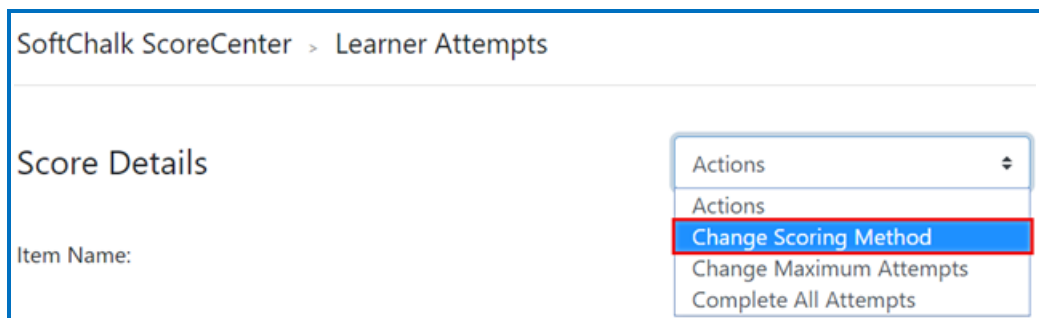 SoftChalk ScoreCenter > Learner Attempts
Score Details
Actions
Actions
Change Scoring Method
Change Maximum Attempts
Complete All Attempts
Item Name: